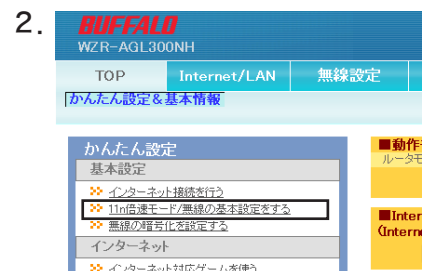 2.
BUFFALO
WZR-AGL300NH
TOP Internet/LAN 無線設定
かんたん設定&基本情報
かんたん設定
基本設定
インターネット接続を行う
11n倍速モード/無線の基本設定をする
無線の暗号化を設定する
インターネット
インターネット対応ゲームを使う
■動作
ルータモ
■Inter
(Interne